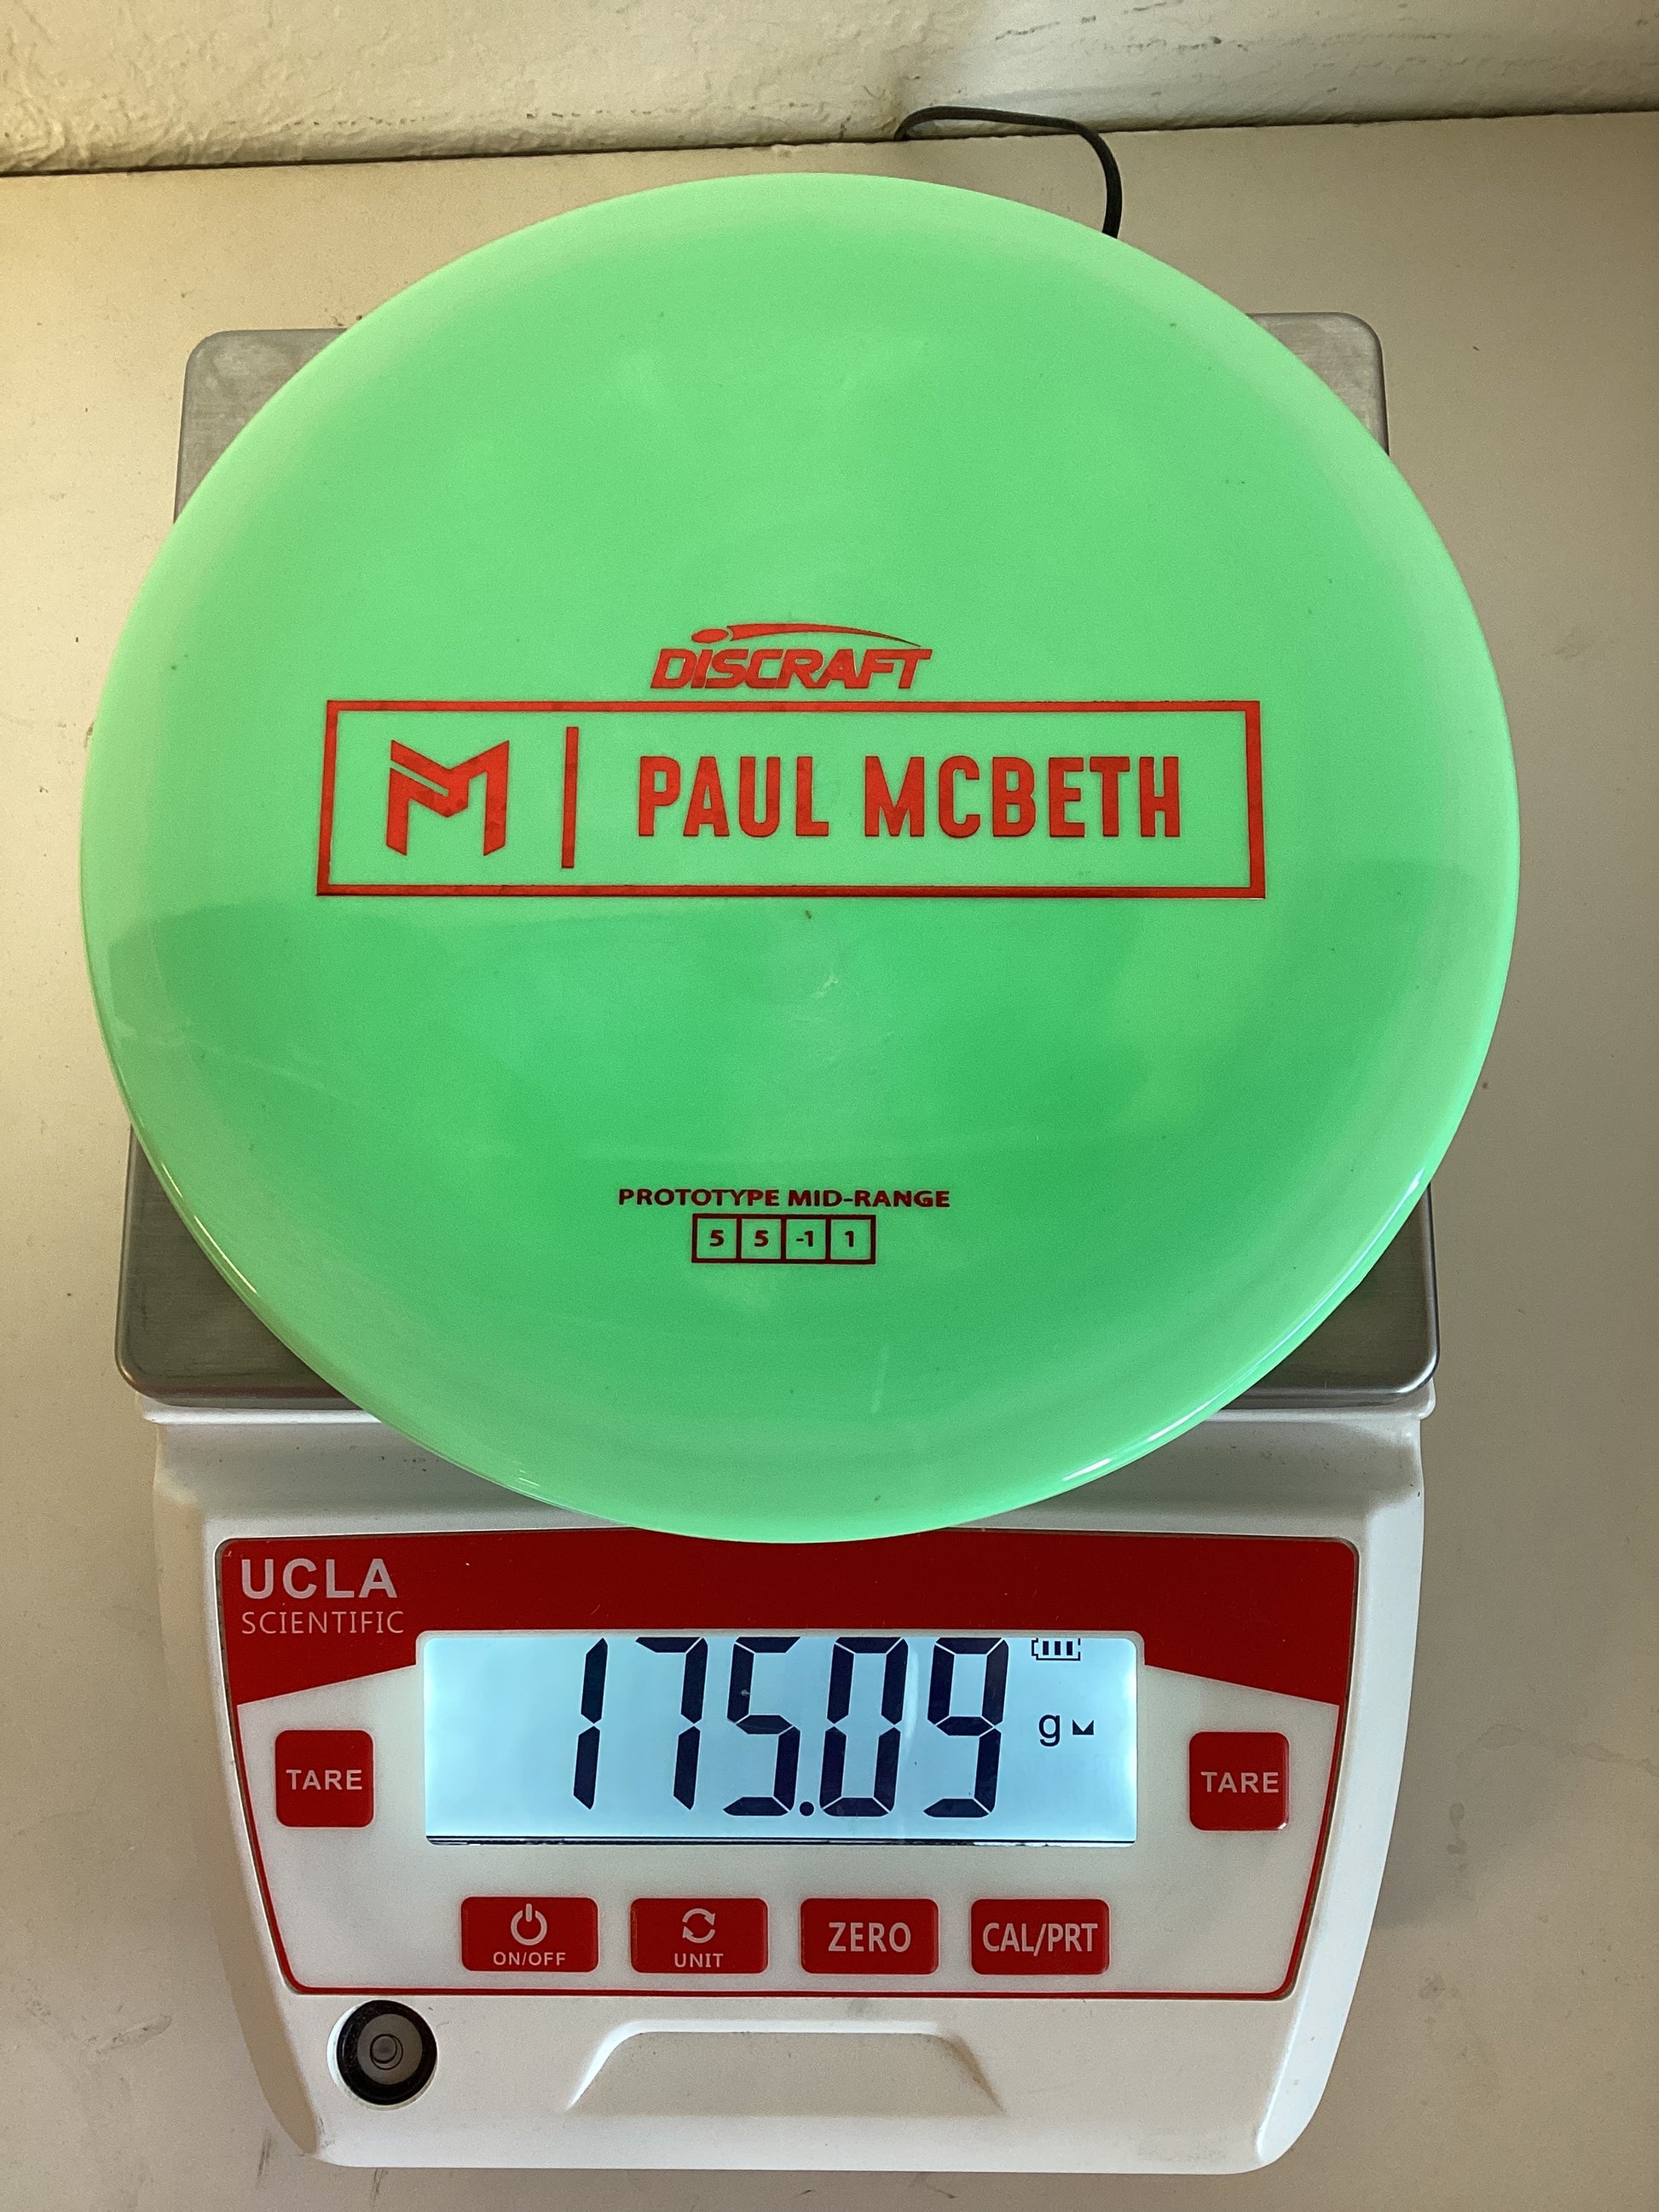 DISCRAFT
M | PAUL MCBETH
PROTOTYPE MID-RANGE
5 5 -1 1
UCLA
SCIENTIFIC
175.09 g
TARE
TARE
ON/OFF
UNIT
ZERO
CAL/PRT